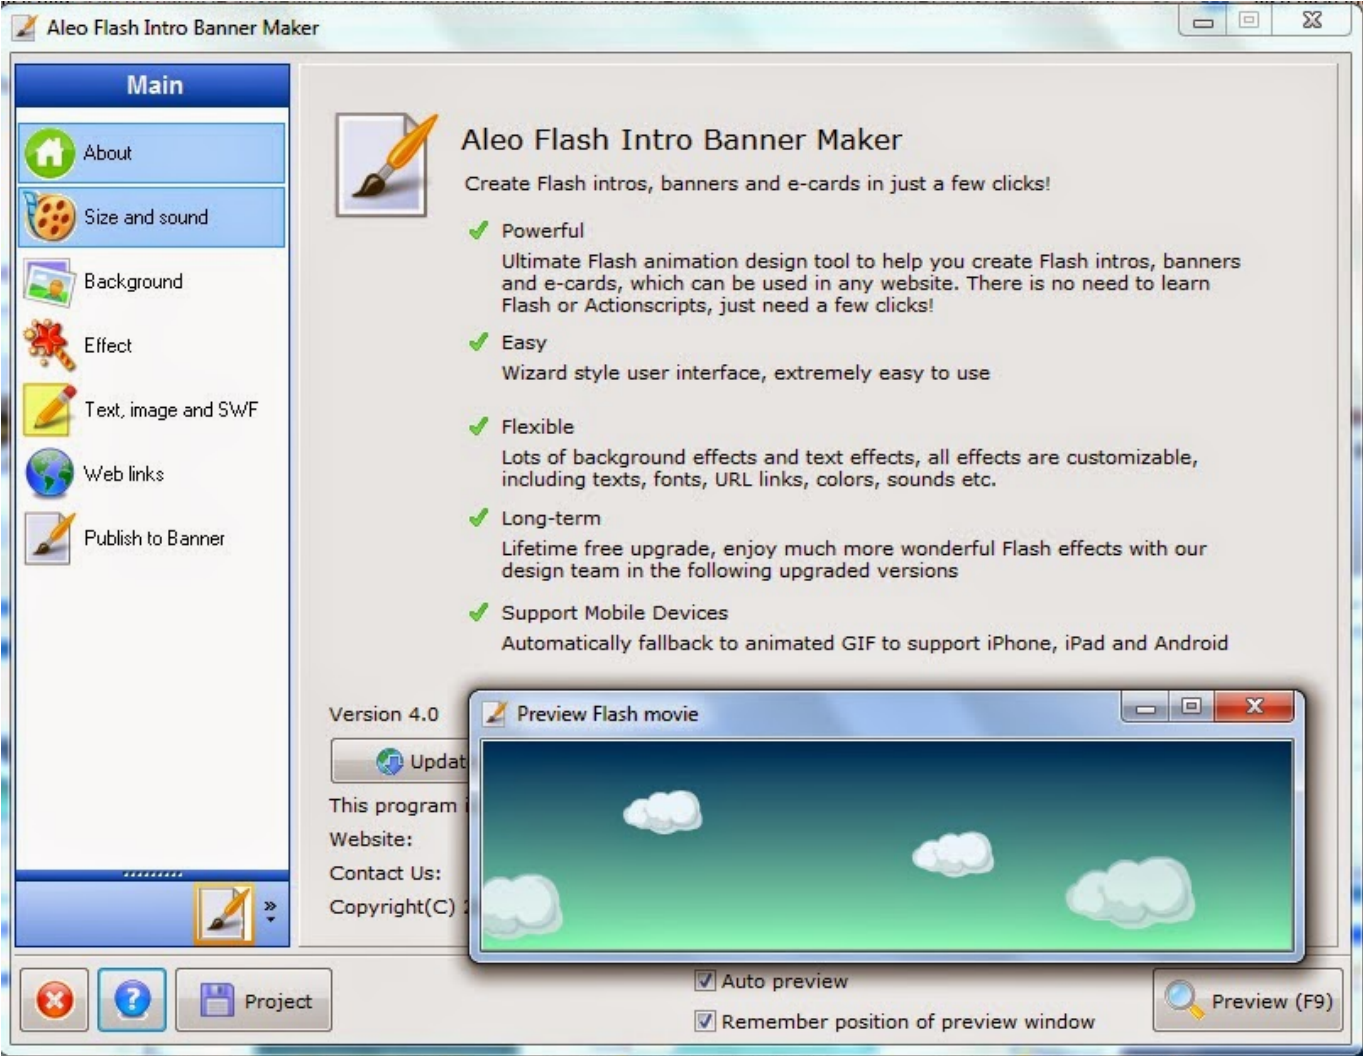 Aleo Flash Intro Banner Maker
Main
About
Size and sound
Background
Effect
Text, image and SWF
Web links
Publish to Banner
Aleo Flash Intro Banner Maker
Create Flash intros, banners and e-cards in just a few clicks!
Powerful
Ultimate Flash animation design tool to help you create Flash intros, banners
and e-cards, which can be used in any website. There is no need to learn
Flash or Actionscripts, just need a few clicks!
Easy
Wizard style user interface, extremely easy to use
Flexible
Lots of background effects and text effects, all effects are customizable,
including texts, fonts, URL links, colors, sounds etc.
Long-term
Lifetime free upgrade, enjoy much more wonderful Flash effects with our
design team in the following upgraded versions
Support Mobile Devices
Automatically fallback to animated GIF to support iPhone, iPad and Android
Version 4.0
Updat
This program
Website:
Contact Us:
Copyright(C)
Preview Flash movie
Project
Auto preview
Remember position of preview window
Preview (F9)